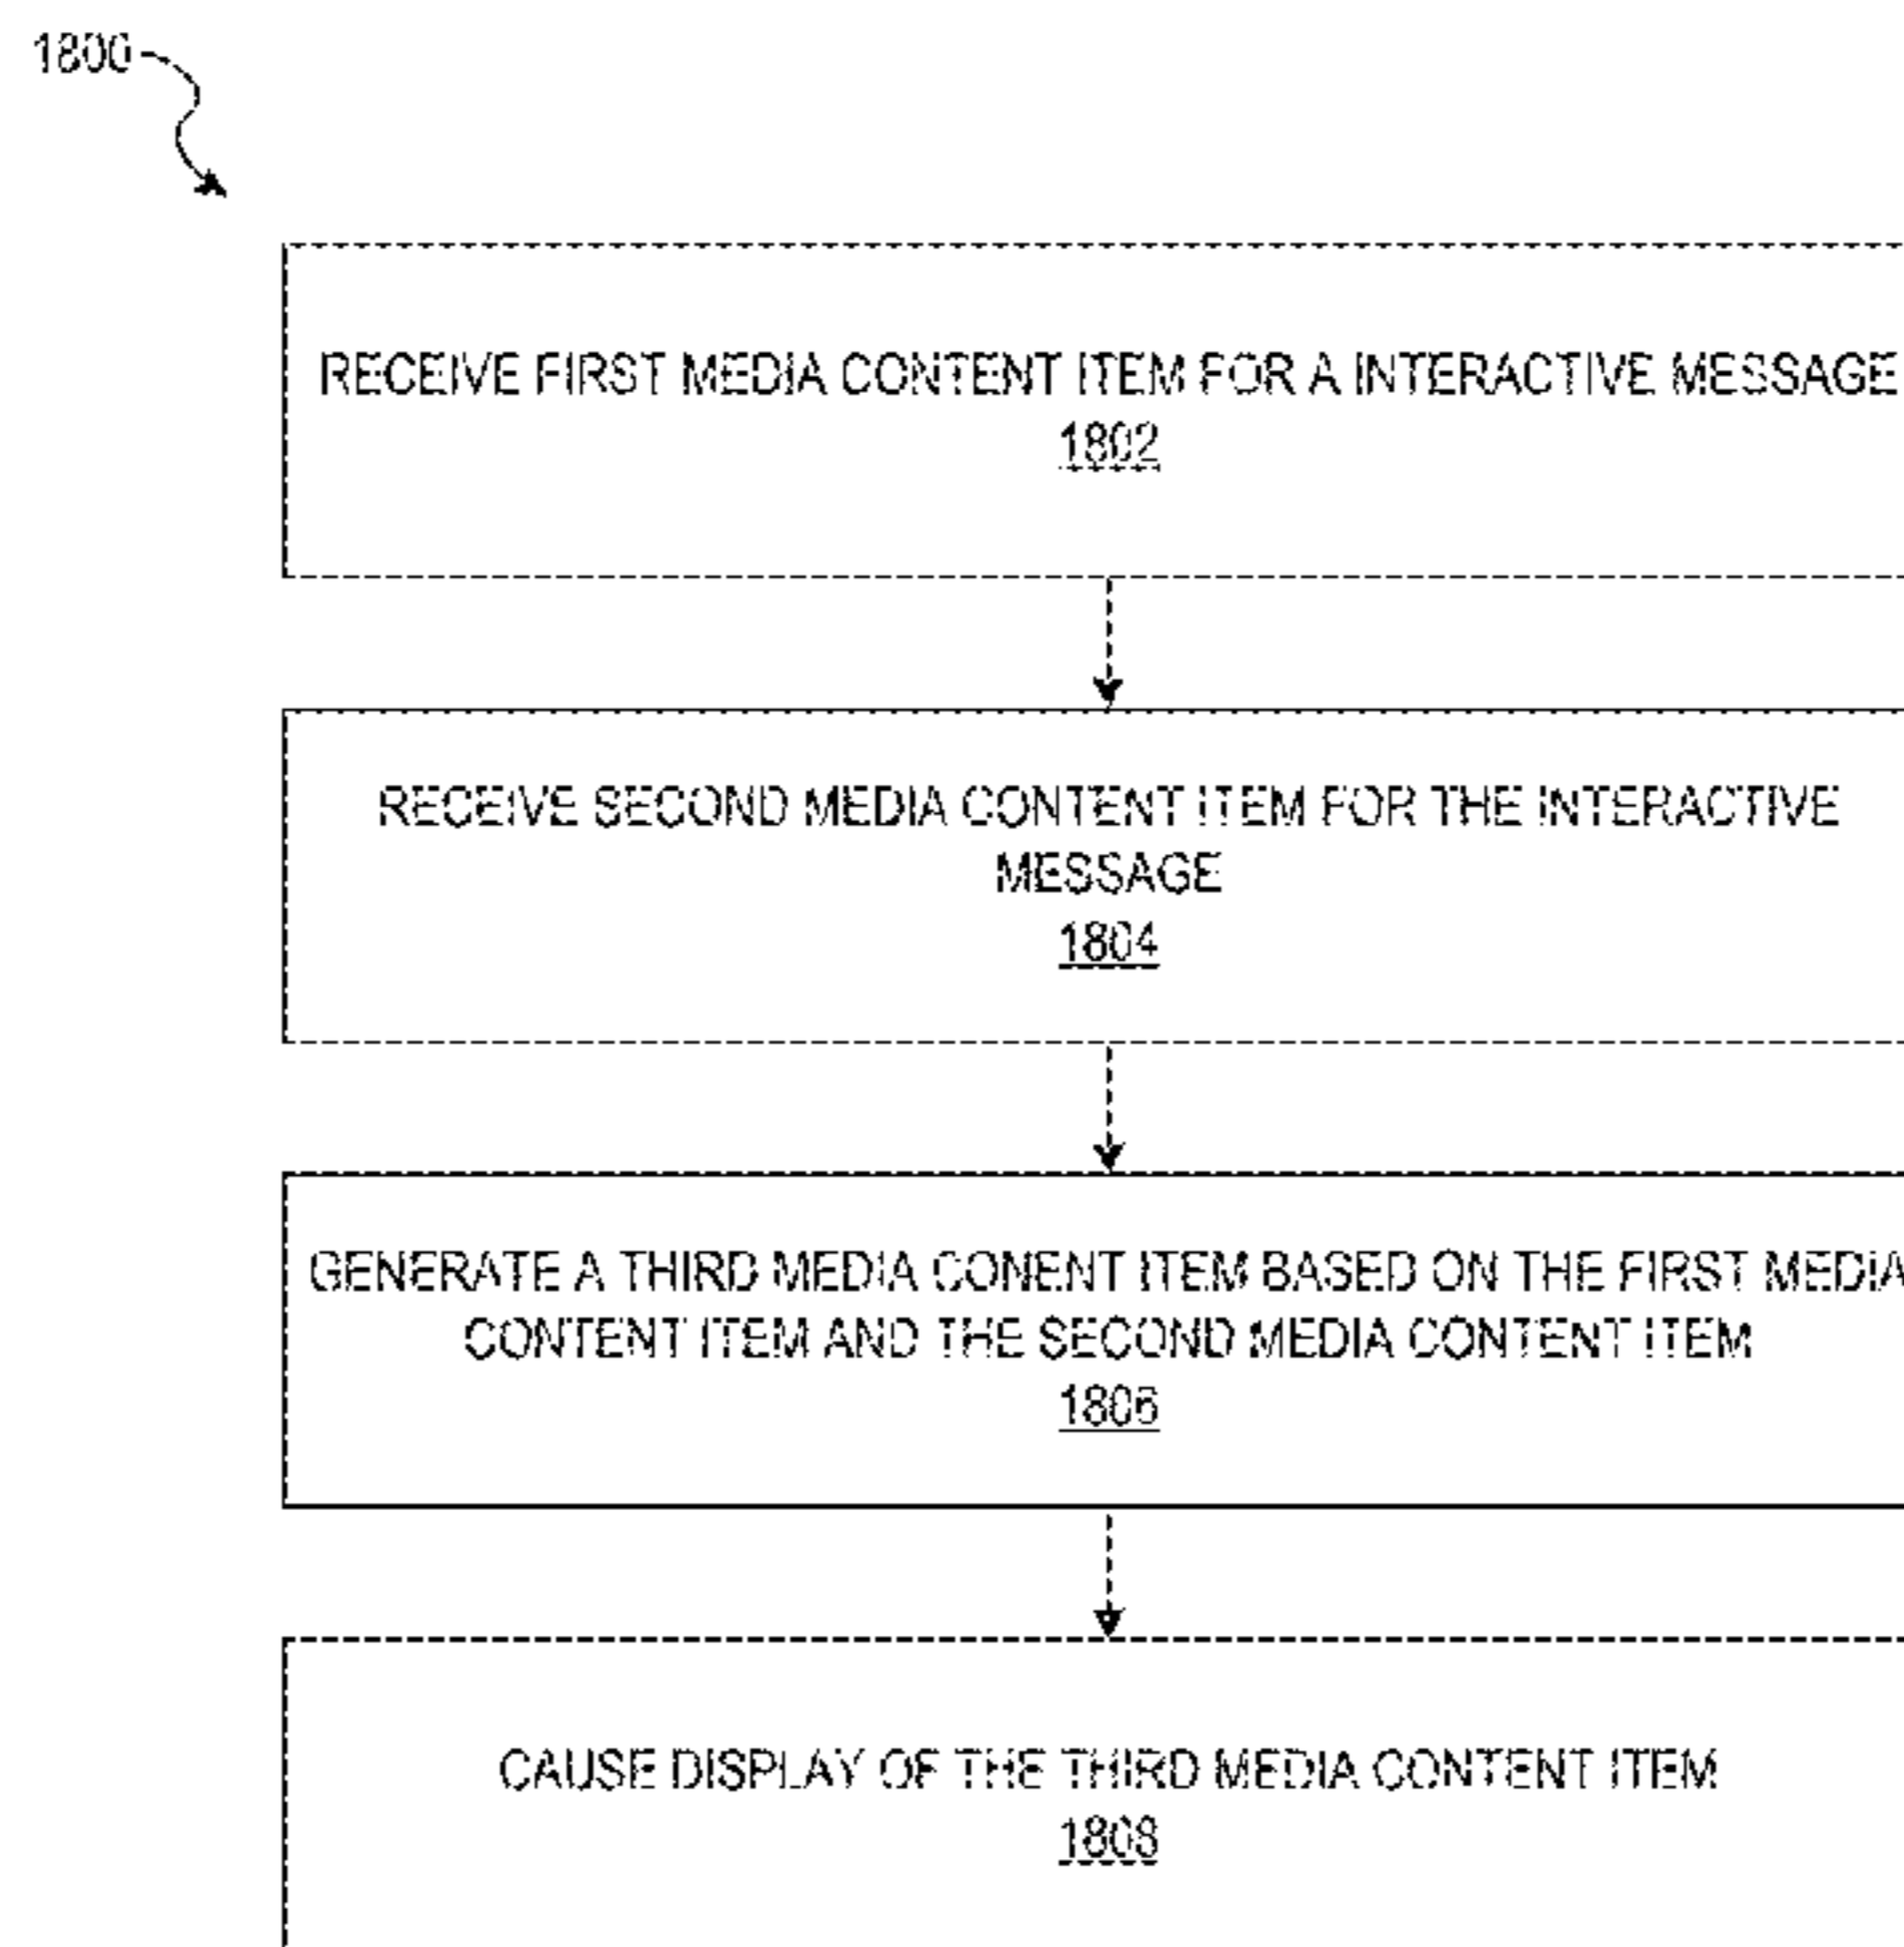 1800
RECEIVE FIRST MEDIA CONTENT ITEM FOR A INTERACTIVE MESSAGE
1802
RECEIVE SECOND MEDIA CONTENT ITEM FOR THE INTERACTIVE
MESSAGE
1804
GENERATE A THIRD MEDIA CONENT ITEM BASED ON THE FIRST MEDIA
CONTENT ITEM AND THE SECOND MEDIA CONTENT ITEM
1806
CAUSE DISPLAY OF THE THIRD MEDIA CONTENT ITEM
1808